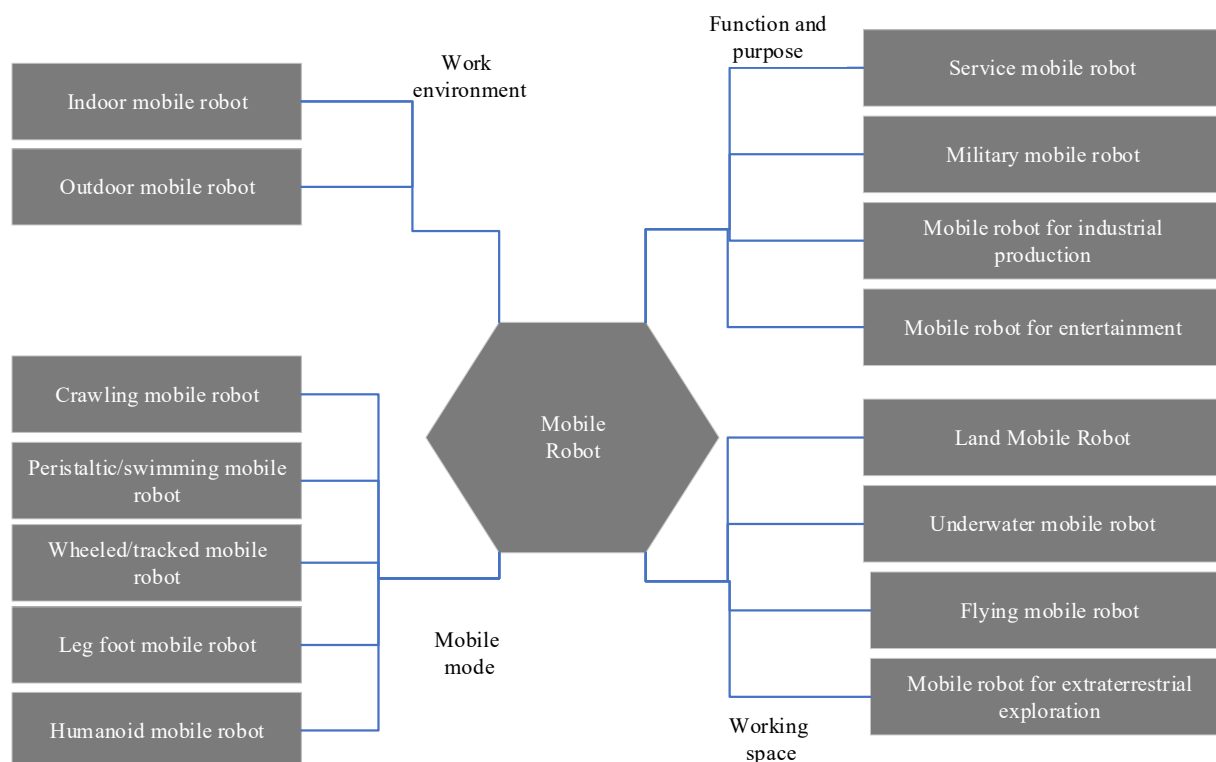 Function and
purpose
Work
environment
Indoor mobile robot
Outdoor mobile robot
Service mobile robot
Military mobile robot
Mobile robot for industrial
production
Mobile robot for entertainment
Crawling mobile robot
Peristaltic/swimming mobile
robot
Wheeled/tracked mobile
robot
Leg foot mobile robot
Humanoid mobile robot
Mobile
Robot
Mobile
mode
Land Mobile Robot
Underwater mobile robot
Flying mobile robot
Mobile robot for extraterrestrial
exploration
Working
space